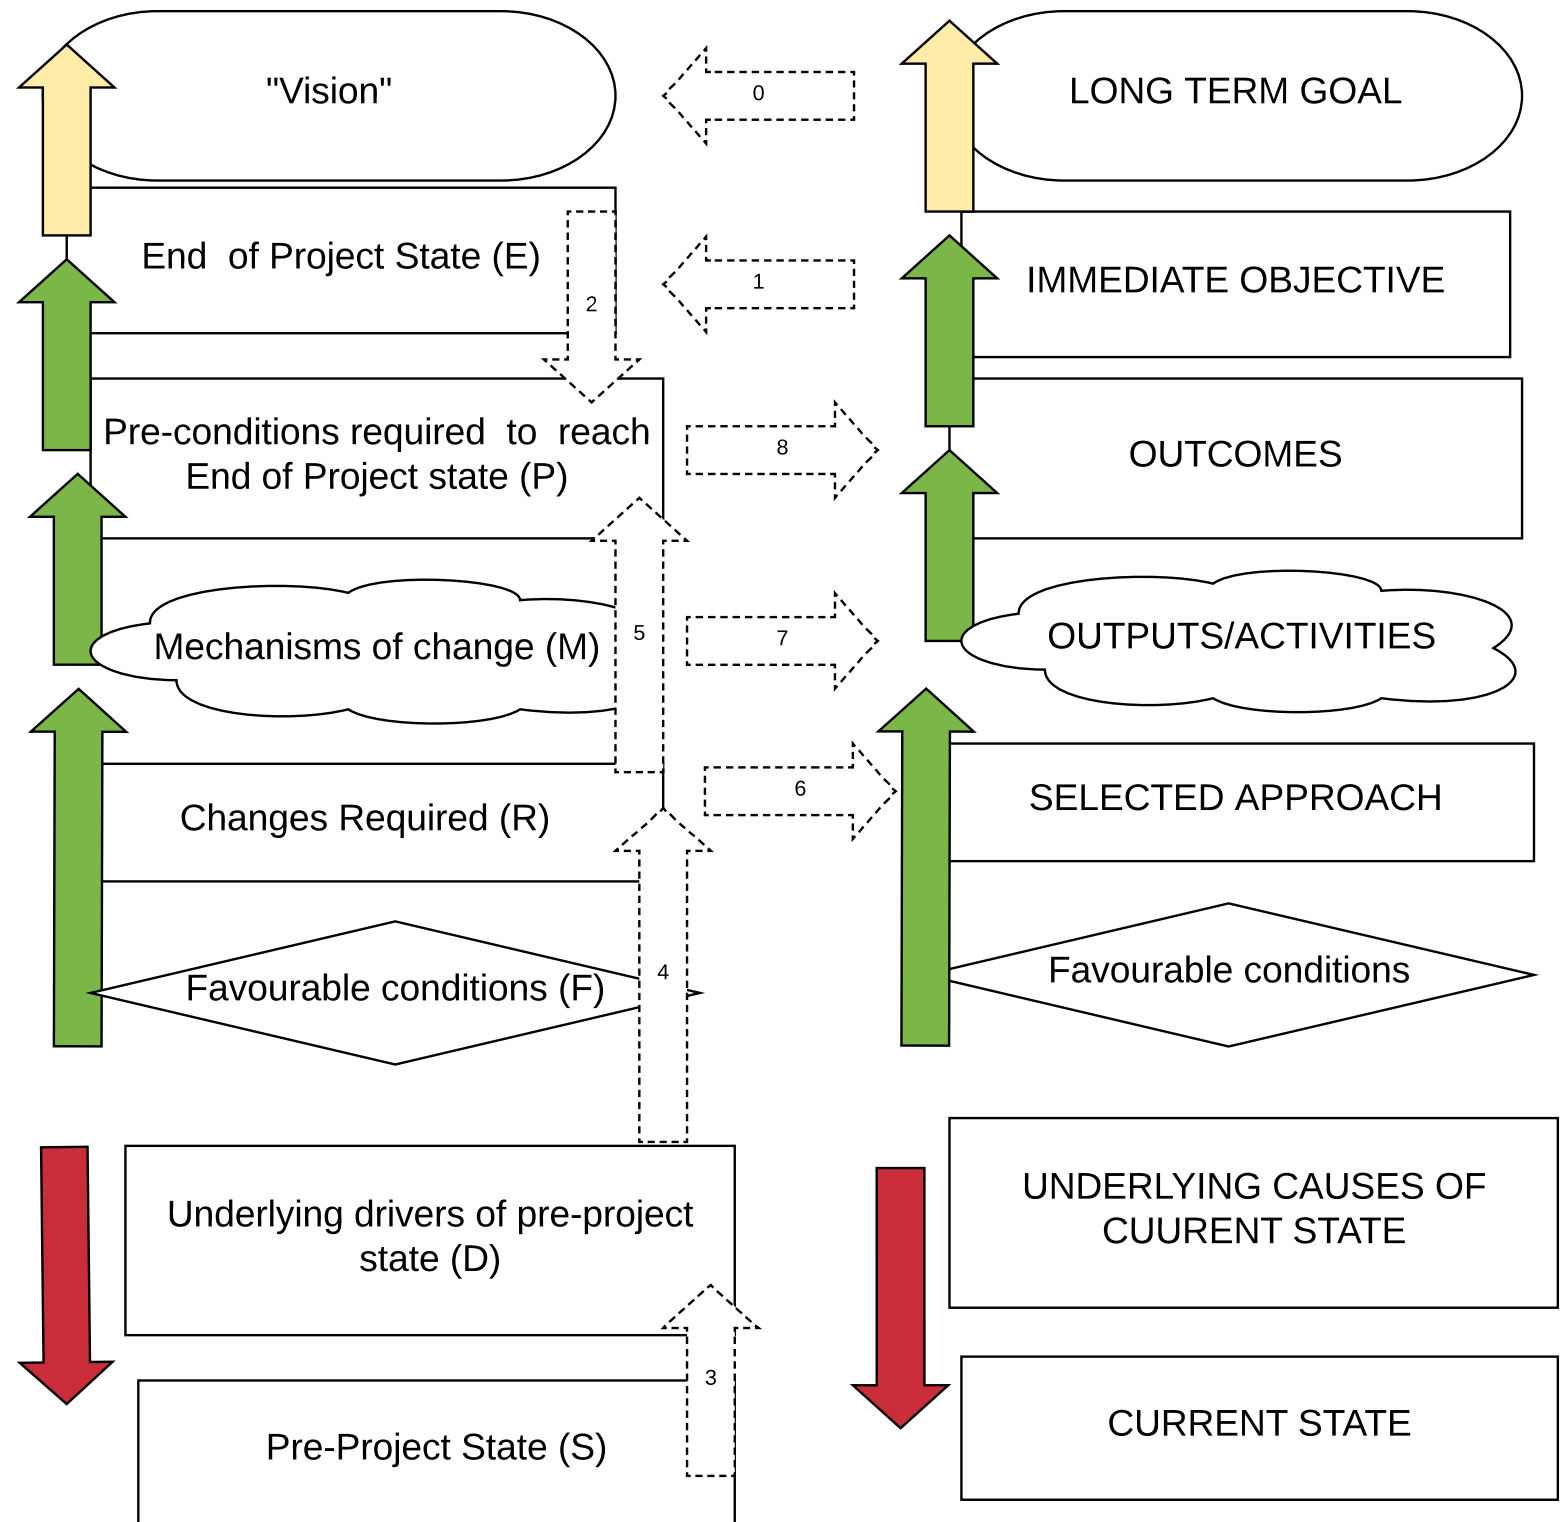 "Vision"
0
LONG TERM GOAL
End  of Project State (E)
2
1
IMMEDIATE OBJECTIVE
Pre-conditions required  to  reach
End of Project state (P)
8
OUTCOMES
Mechanisms of change (M)
5
7
OUTPUTS/ACTIVITIES
Changes Required (R)
6
SELECTED APPROACH
Favourable conditions (F)
4
Favourable conditions
Underlying drivers of pre-project
state (D)
UNDERLYING CAUSES OF
CUURENT STATE
3
Pre-Project State (S)
CURRENT STATE